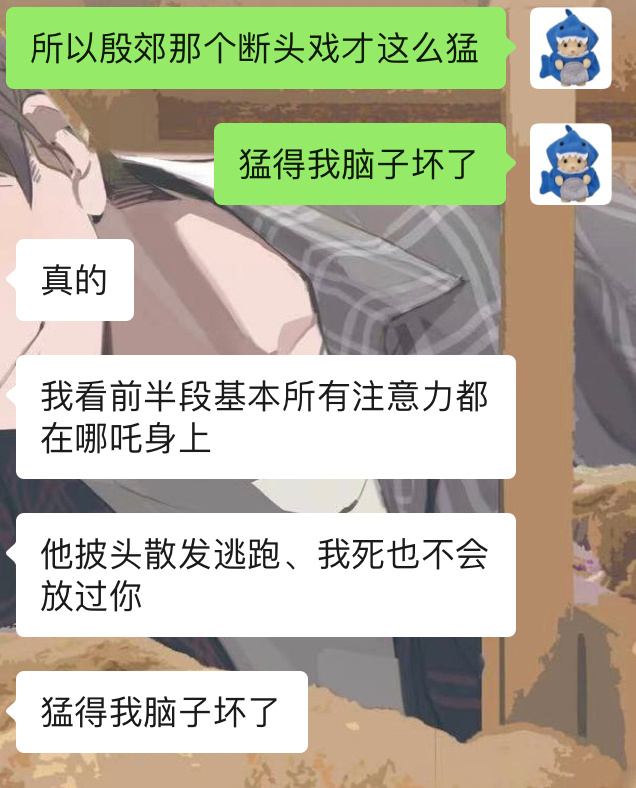 所以殷郊那个断头戏才这么猛
猛得我脑子坏了
真的
我看前半段基本所有注意力都
在哪吒身上
他披头散发逃跑、我死也不会
放过你
猛得我脑子坏了